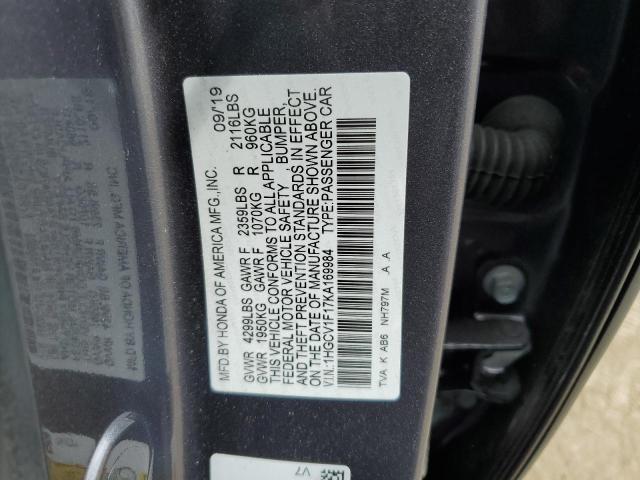 MFD.BY HONDA OF AMERICA MFG.,INC. 09/19
GVWR 4299LBS GAWR F 2359LBS R 2116LBS
GVWR 1950KG GAWR F 1070KG R 960KG
THIS VEHICLE CONFORMS TO ALL APPLICABLE
FEDERAL MOTOR VEHICLE SAFETY , BUMPER,
AND THEFT PREVENTION STANDARDS IN EFFECT
ON THE DATE OF MANUFACTURE SHOWN ABOVE.
V.I.N.:1HGCV1F17KA169984 TYPE:PASSENGER CAR
TVA K AB6 NH797M A .A
V7